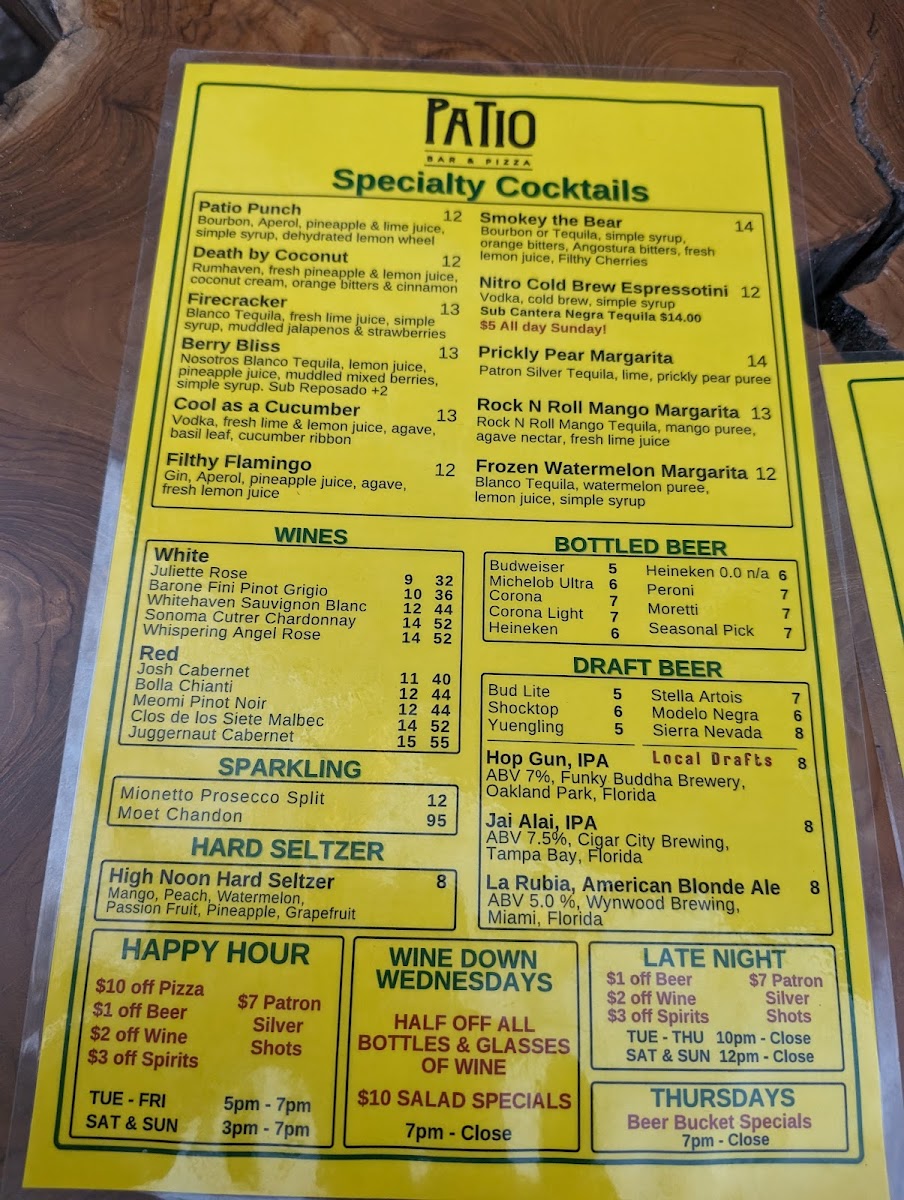 PATIO
BAR & PIZZA
Specialty Cocktails
Patio Punch 12
Bourbon, Aperol, pineapple & lime juice,
simple syrup, dehydrated lemon wheel
Death by Coconut 12
Rumhaven, fresh pineapple & lemon juice,
coconut cream, orange bitters & cinnamon
Firecracker 13
Blanco Tequila, fresh lime juice, simple
syrup, muddled jalapenos & strawberries
Berry Bliss 13
Nosotros Blanco Tequila, lemon juice,
pineapple juice, muddled mixed berries,
simple syrup. Sub Reposado +2
Cool as a Cucumber 13
Vodka, fresh lime & lemon juice, agave,
basil leaf, cucumber ribbon
Filthy Flamingo 12
Gin, Aperol, pineapple juice, agave,
fresh lemon juice
Smokey the Bear 14
Bourbon or Tequila, simple syrup,
orange bitters, Angostura bitters, fresh
lemon juice, Filthy Cherries
Nitro Cold Brew Espressotini 12
Vodka, cold brew, simple syrup
Sub Cantera Negra Tequila $14.00
$5 All day Sunday!
Prickly Pear Margarita 14
Patron Silver Tequila, lime, prickly pear puree
Rock N Roll Mango Margarita 13
Rock N Roll Mango Tequila, mango puree,
agave nectar, fresh lime juice
Frozen Watermelon Margarita 12
Blanco Tequila, watermelon puree,
lemon juice, simple syrup
WINES
White
Juliette Rose 9 32
Barone Fini Pinot Grigio 10 36
Whitehaven Sauvignon Blanc 12 44
Sonoma Cutrer Chardonnay 14 52
Whispering Angel Rose 14 52
Red
Josh Cabernet 11 40
Bolla Chianti 12 44
Meomi Pinot Noir 12 44
Clos de los Siete Malbec 14 52
Juggernaut Cabernet 15 55
SPARKLING
Mionetto Prosecco Split 12
Moet Chandon 95
HARD SELTZER
High Noon Hard Seltzer 8
Mango, Peach, Watermelon,
Passion Fruit, Pineapple, Grapefruit
BOTTLED BEER
Budweiser 5
Michelob Ultra 6
Corona 7
Corona Light 7
Heineken 6
Heineken 0.0 n/a 6
Peroni 7
Moretti 7
Seasonal Pick 7
DRAFT BEER
Bud Lite 5
Shocktop 6
Yuengling 5
Stella Artois 7
Modelo Negra 6
Sierra Nevada 8
Local Drafts
Hop Gun, IPA 8
ABV 7%, Funky Buddha Brewery,
Oakland Park, Florida
Jai Alai, IPA 8
ABV 7.5%, Cigar City Brewing,
Tampa Bay, Florida
La Rubia, American Blonde Ale 8
ABV 5.0 %, Wynwood Brewing,
Miami, Florida
HAPPY HOUR
$10 off Pizza
$1 off Beer
$2 off Wine
$3 off Spirits
$7 Patron
Silver
Shots
TUE - FRI 5pm - 7pm
SAT & SUN 3pm - 7pm
WINE DOWN
WEDNESDAYS
HALF OFF ALL
BOTTLES & GLASSES
OF WINE
$10 SALAD SPECIALS
7pm - Close
LATE NIGHT
$1 off Beer
$2 off Wine
$3 off Spirits
$7 Patron
Silver
Shots
TUE - THU 10pm - Close
SAT & SUN 12pm - Close
THURSDAYS
Beer Bucket Specials
7pm - Close